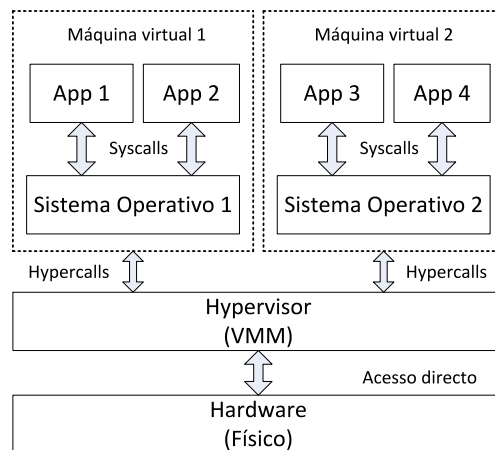 Máquina virtual 1
Máquina virtual 2
App 1
App 2
App 3
App 4
Syscalls
Syscalls
Sistema Operativo 1
Sistema Operativo 2
Hypercalls
Hypercalls
Hypervisor
(VMM)
Acesso directo
Hardware
(Físico)